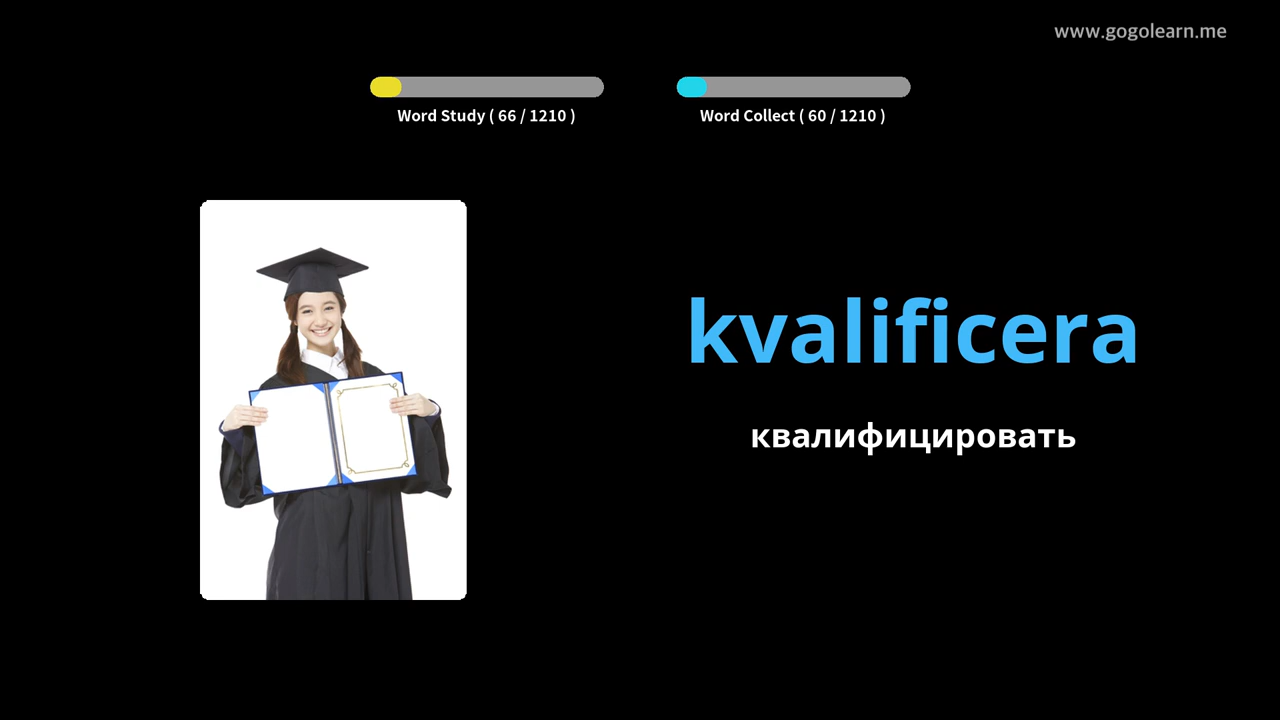 www.gogolearn.me
Word Study ( 66 / 1210 )
Word Collect ( 60 / 1210 )
kvalificera
квалифицировать